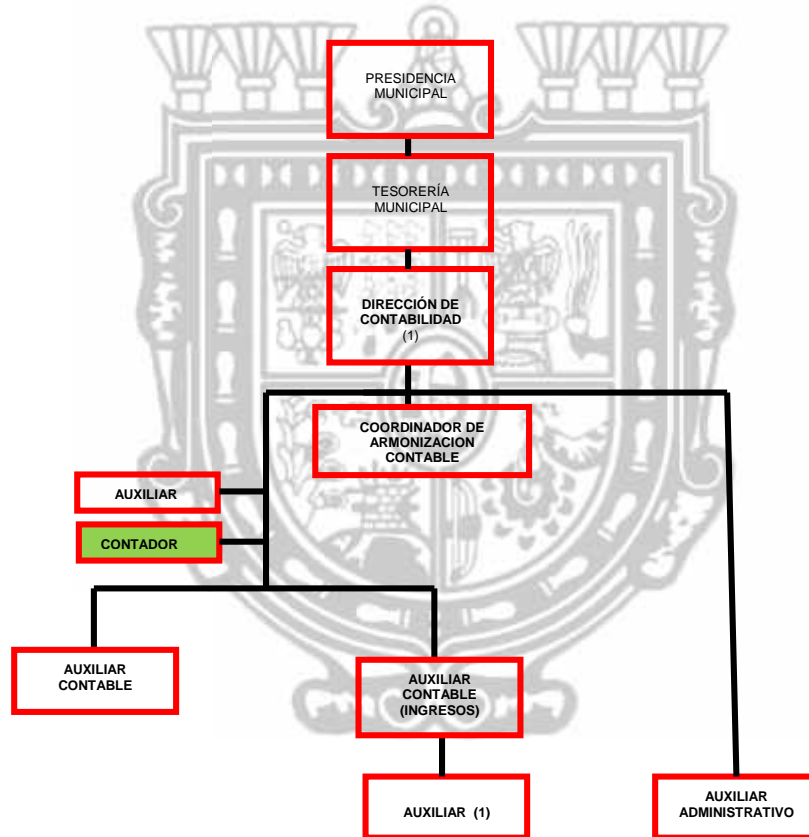 PRESIDENCIA
MUNICIPAL
TESORERÍA
MUNICIPAL
DIRECCIÓN DE
CONTABILIDAD
(1)
COORDINADOR DE
ARMONIZACION
CONTABLE
AUXILIAR
CONTADOR
AUXILIAR
CONTABLE
AUXILIAR
CONTABLE
(INGRESOS)
AUXILIAR (1)
AUXILIAR
ADMINISTRATIVO